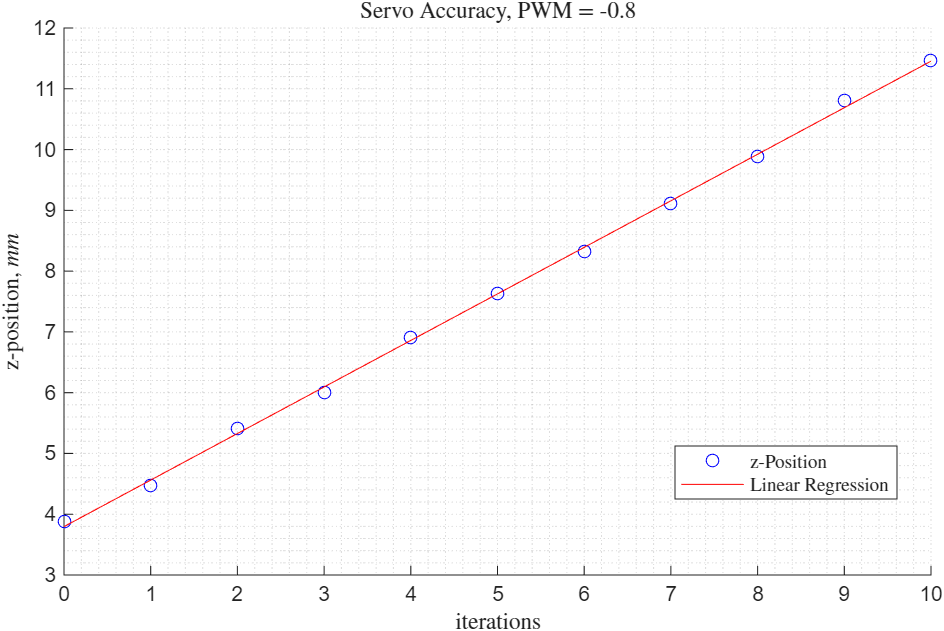 Servo Accuracy, PWM = -0.8
12
11
10
9
8
7
6
5
4
3
z-position, mm
z-Position
Linear Regression
0 1 2 3 4 5 6 7 8 9 10
iterations